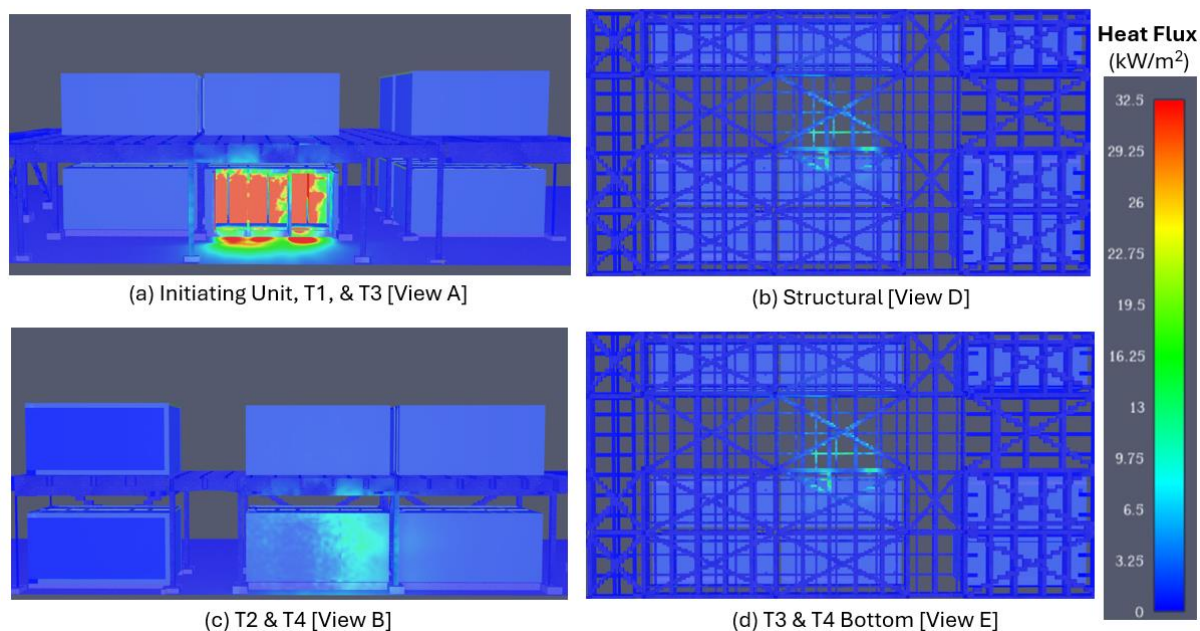 Heat Flux
(kW/m²)
32.5
29.25
26
22.75
19.5
16.25
13
9.75
6.5
3.25
0
(a) Initiating Unit, T1, & T3 [View A]
(b) Structural [View D]
(c) T2 & T4 [View B]
(d) T3 & T4 Bottom [View E]